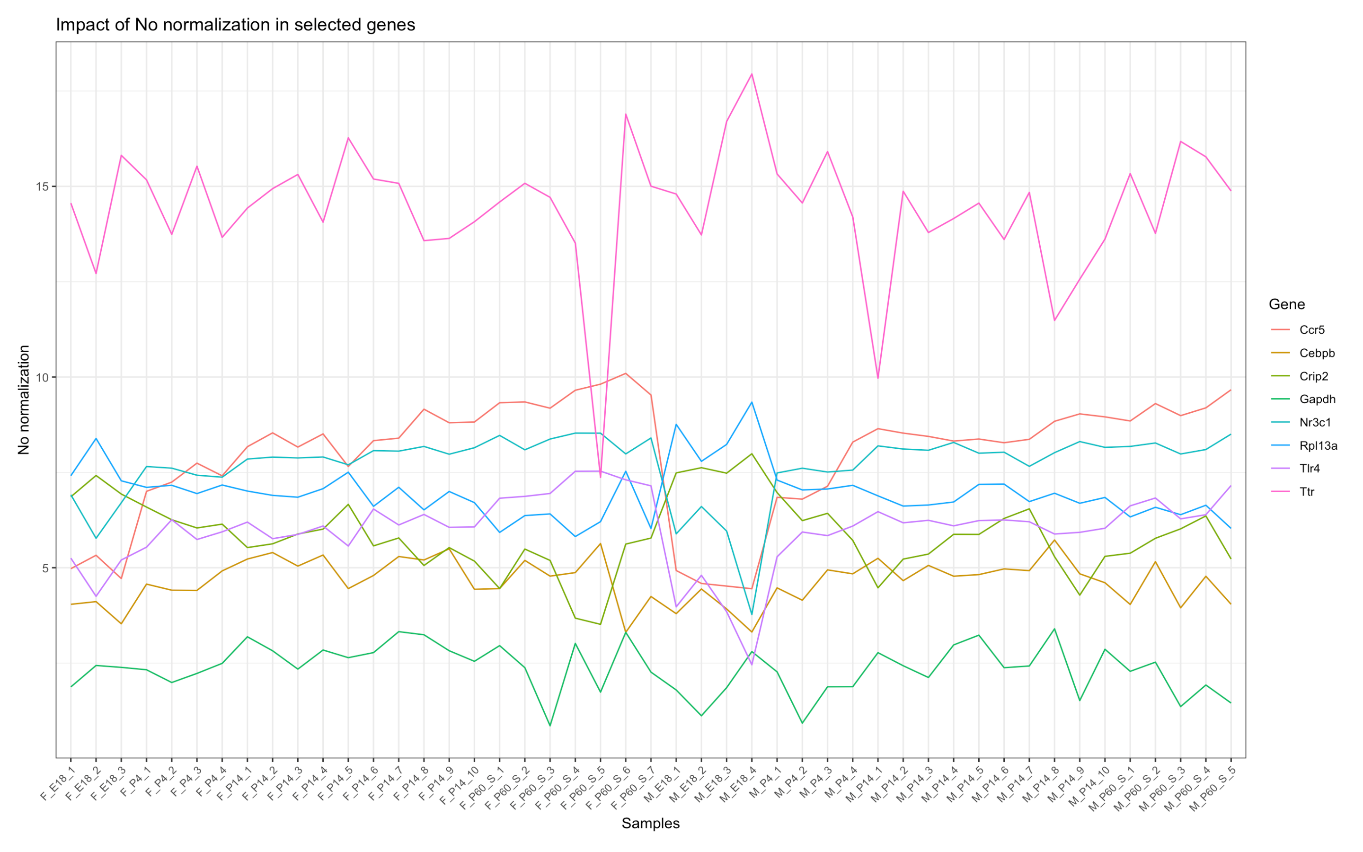 Impact of No normalization in selected genes
No normalization
15
10
5
F_E18_1
F_E18_2
F_E18_3
F_P4_1
F_P4_2
F_P4_3
F_P4_4
F_P14_1
F_P14_2
F_P14_3
F_P14_4
F_P14_5
F_P14_6
F_P14_7
F_P14_8
F_P14_9
F_P14_10
F_P60_S_1
F_P60_S_2
F_P60_S_3
F_P60_S_4
F_P60_S_5
F_P60_S_6
F_P60_S_7
M_E18_1
M_E18_2
M_E18_3
M_E18_4
M_P4_1
M_P4_2
M_P4_3
M_P4_4
M_P14_1
M_P14_2
M_P14_3
M_P14_4
M_P14_5
M_P14_6
M_P14_7
M_P14_8
M_P14_9
M_P14_10
M_P60_S_1
M_P60_S_2
M_P60_S_3
M_P60_S_4
M_P60_S_5
Samples
Gene
Ccr5
Cebpb
Crip2
Gapdh
Nr3c1
Rpl13a
Tlr4
Ttr